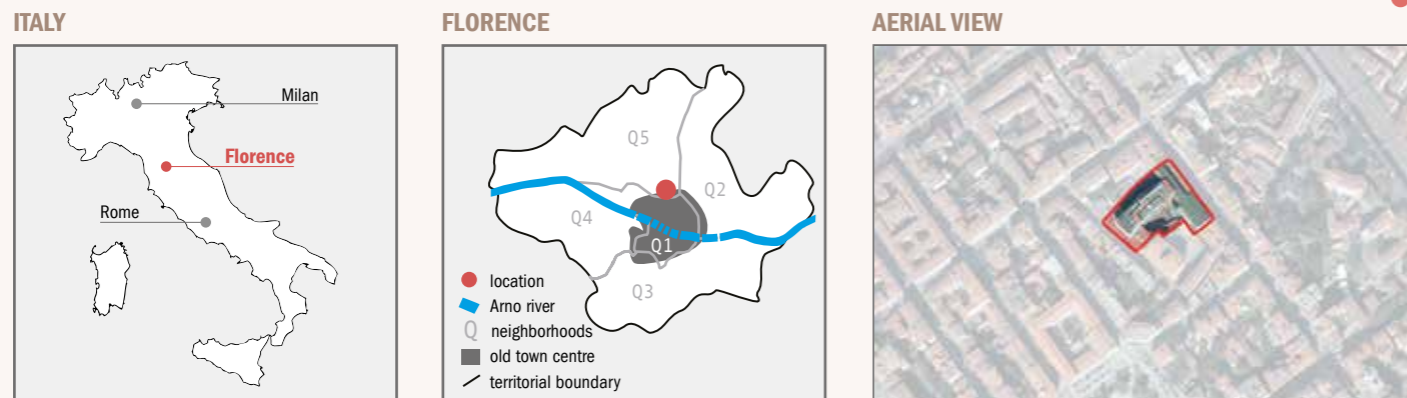 ITALY
Milan
Florence
Rome
FLORENCE
Q5
Q2
Q4
Q1
Q3
location
Arno river
Q neighborhoods
old town centre
territorial boundary
AERIAL VIEW